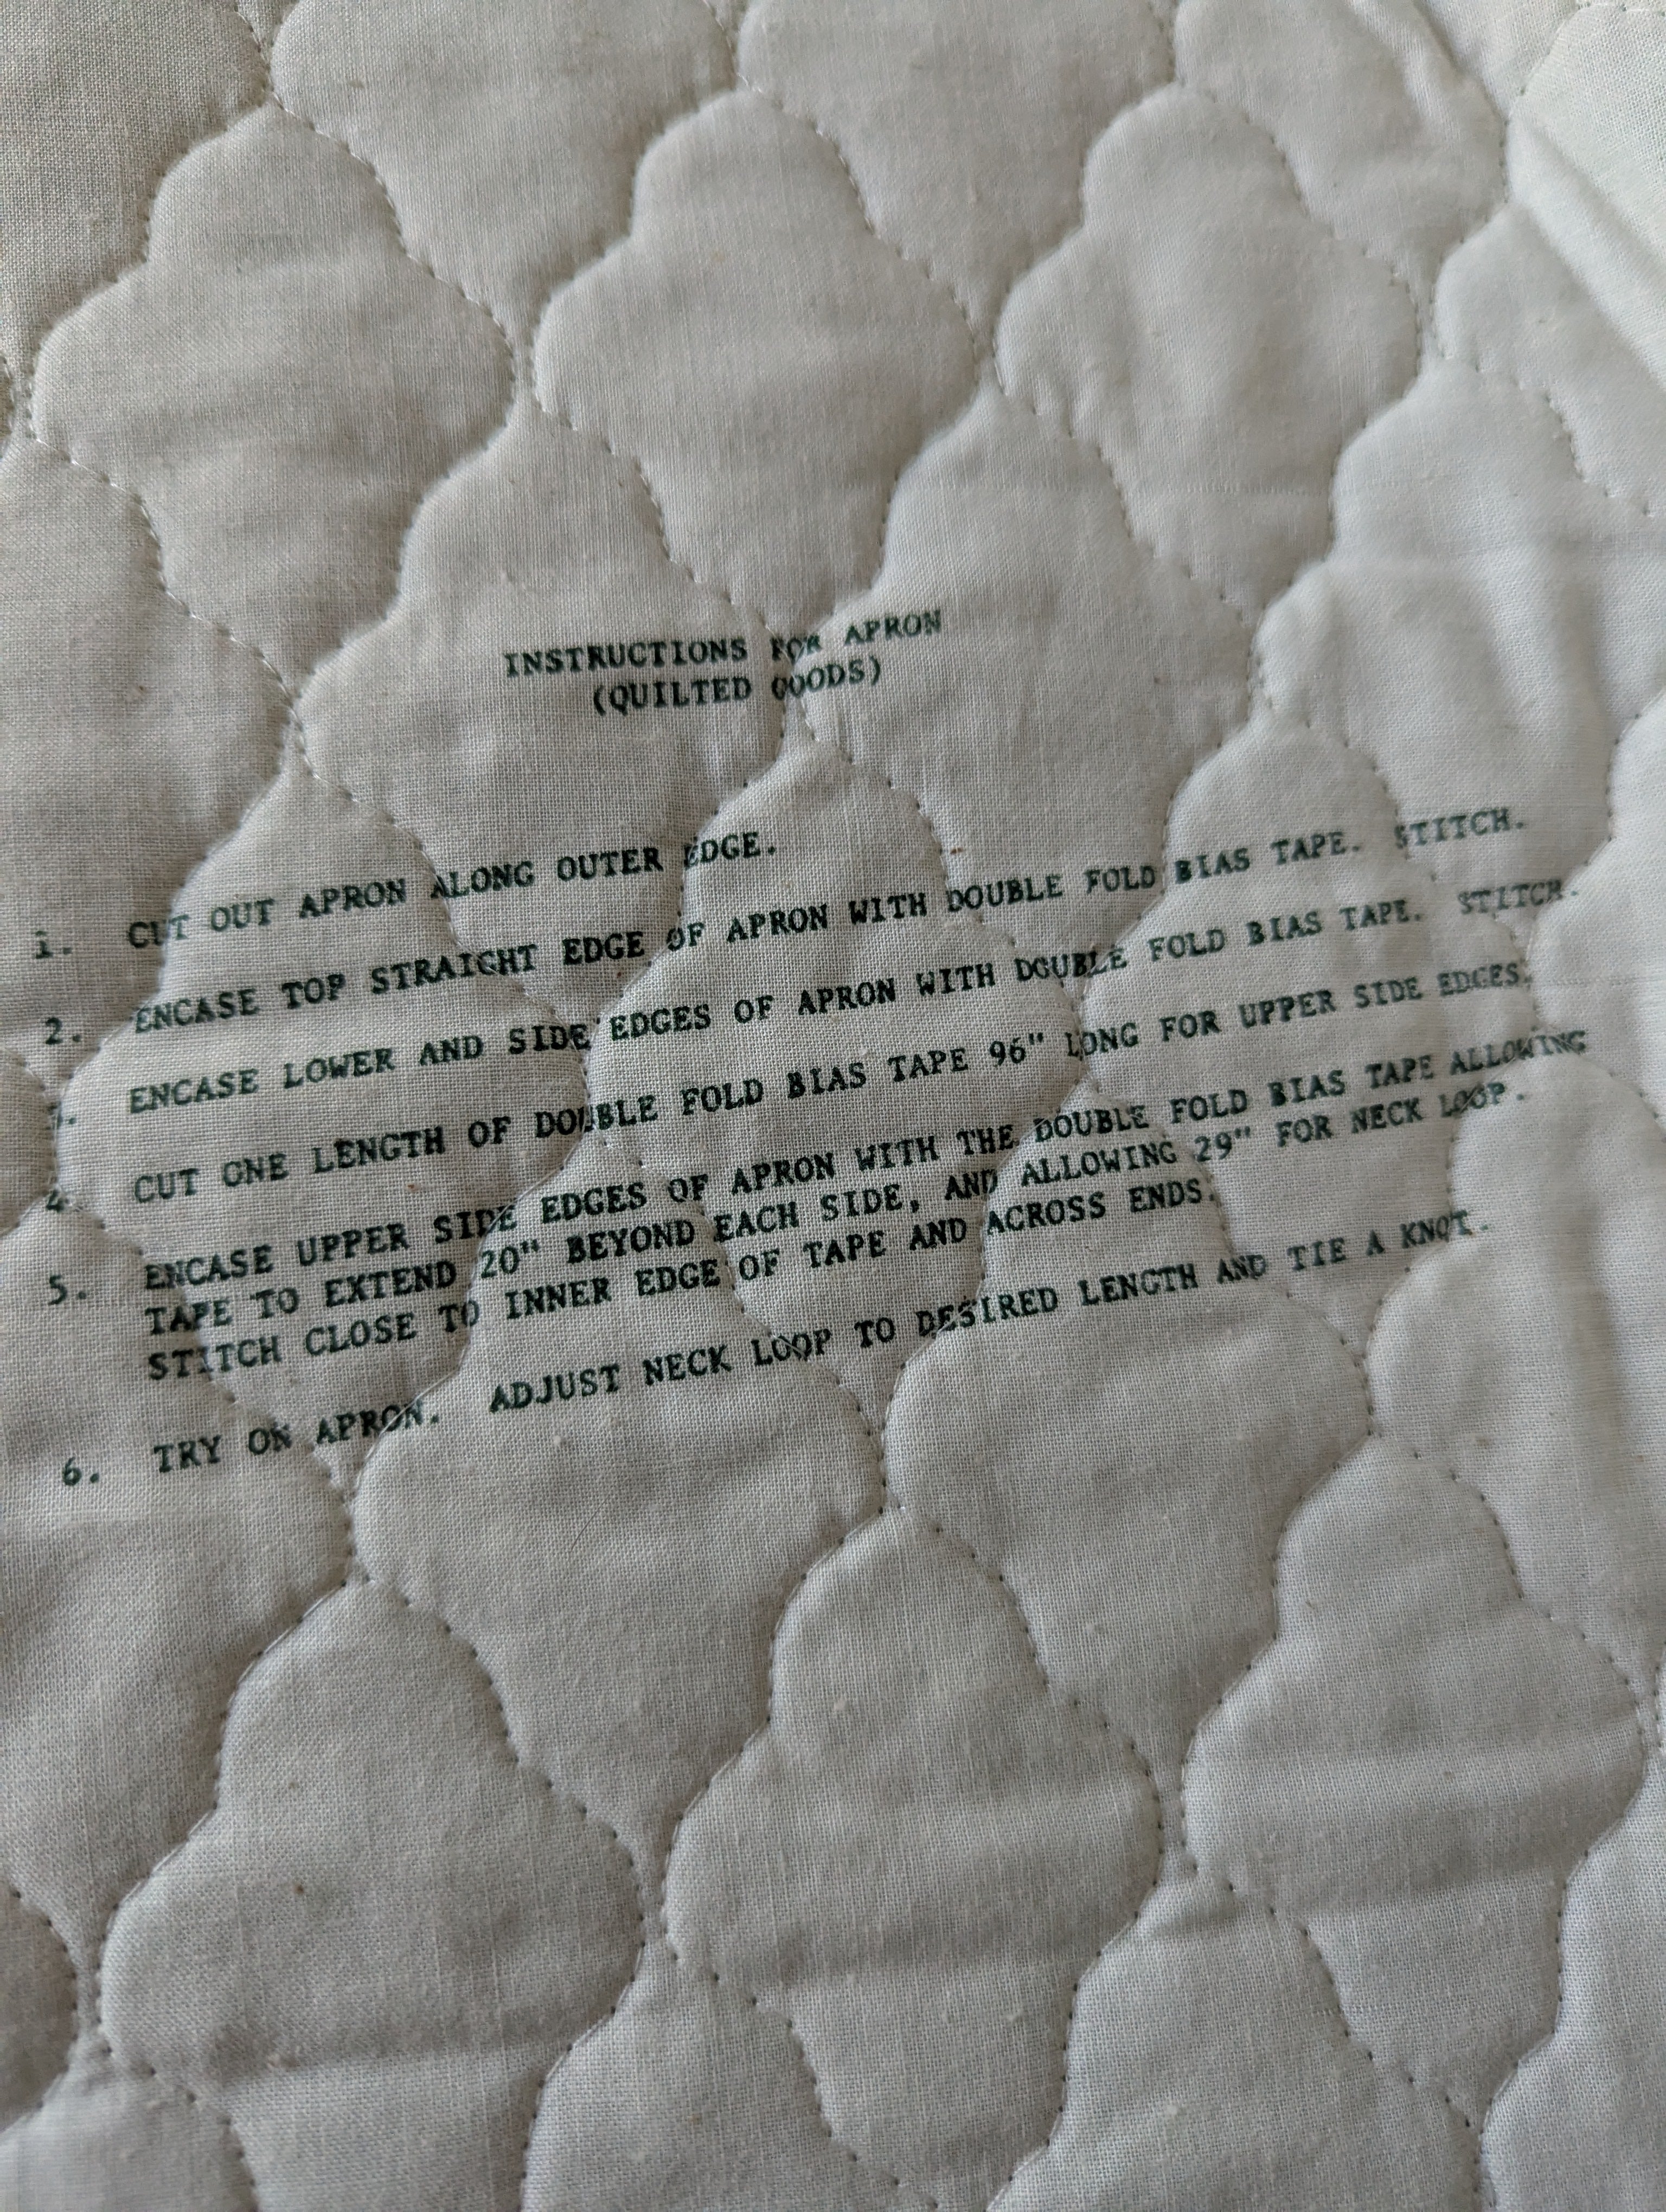 INSTRUCTIONS FOR APRON
(QUILTED GOODS)
1. CUT OUT APRON ALONG OUTER EDGE.
2. ENCASE TOP STRAIGHT EDGE OF APRON WITH DOUBLE FOLD BIAS TAPE. STITCH.
3. ENCASE LOWER AND SIDE EDGES OF APRON WITH DOUBLE FOLD BIAS TAPE. STITCH.
4. CUT ONE LENGTH OF DOUBLE FOLD BIAS TAPE 96" LONG FOR UPPER SIDE EDGES.
5. ENCASE UPPER SIDE EDGES OF APRON WITH THE DOUBLE FOLD BIAS TAPE ALLOWING
TAPE TO EXTEND 20" BEYOND EACH SIDE, AND ALLOWING 29" FOR NECK LOOP.
STITCH CLOSE TO INNER EDGE OF TAPE AND ACROSS ENDS.
6. TRY ON APRON. ADJUST NECK LOOP TO DESIRED LENGTH AND TIE A KNOT.